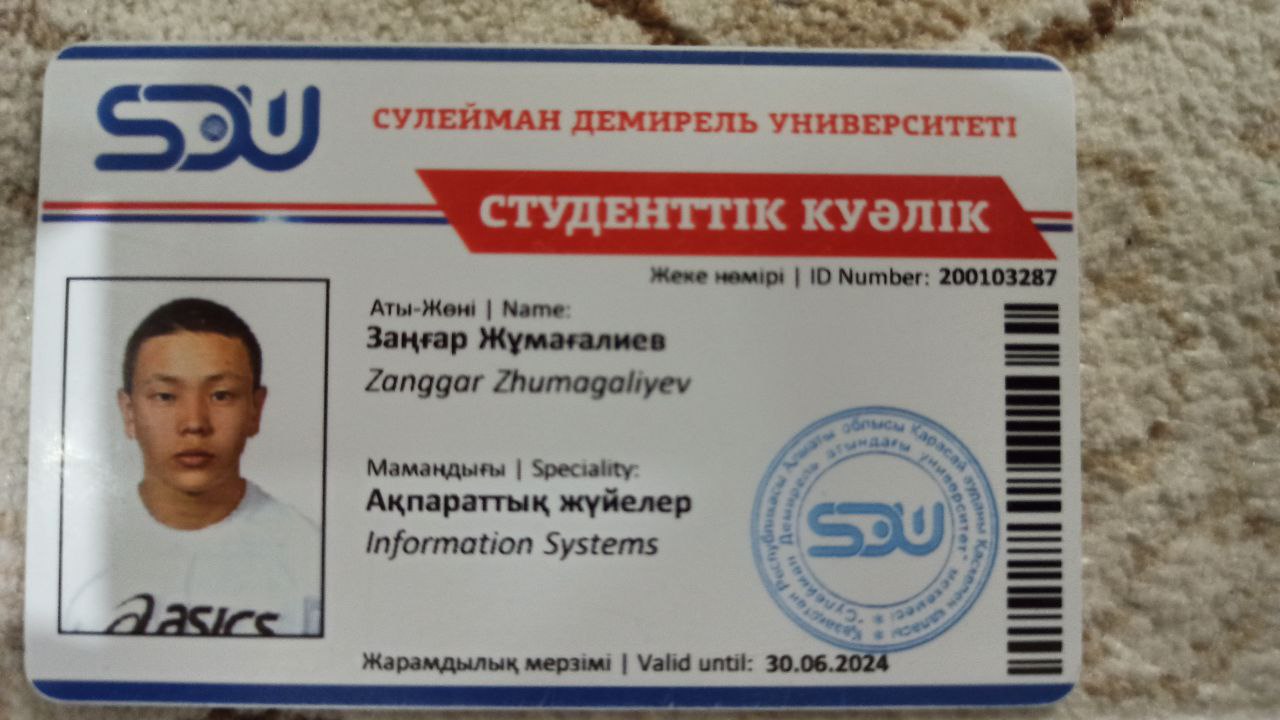 SDU
СУЛЕЙМАН ДЕМИРЕЛЬ УНИВЕРСИТЕТІ
СТУДЕНТТІК КУӘЛІК
Жеке нөмірі | ID Number: 200103287
Аты-Жөні | Name:
Заңғар Жұмағалиев
Zanggar Zhumagaliyev
Мамандығы | Speciality:
Ақпараттық жүйелер
Information Systems
asics
Қазақстан Республикасы Алматы облысы Қарасай ауданы Қаскелең қаласы
"Сулейман Демирель атындағы университет" мекемесі
SDU
Жарамдылық мерзімі | Valid until: 30.06.2024